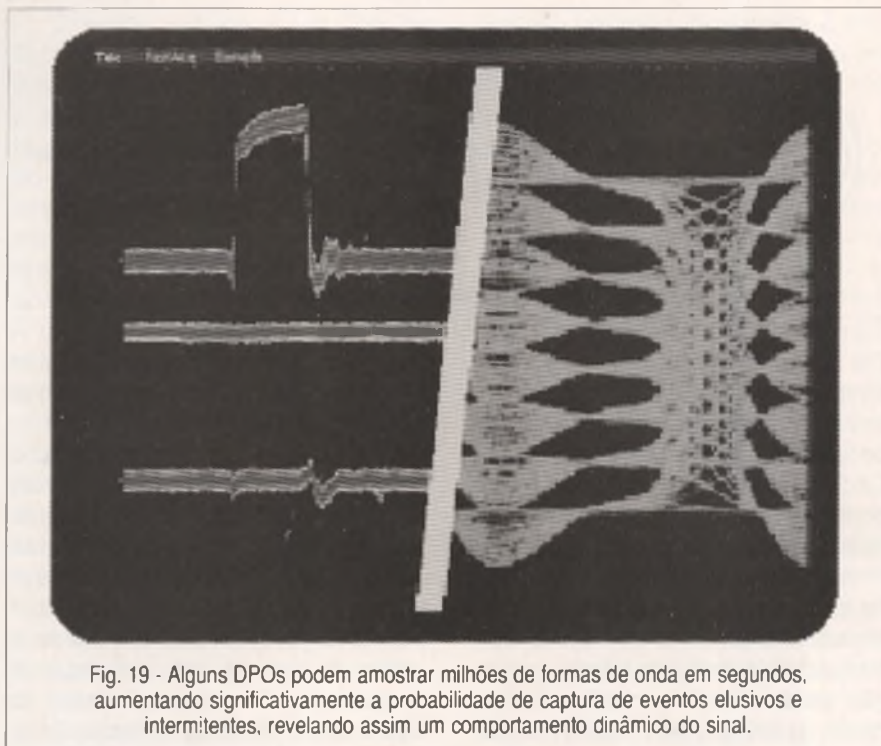 Fig. 19 - Alguns DPOs podem amostrar milhões de formas de onda em segundos,
aumentando significativamente a probabilidade de captura de eventos elusivos e
intermitentes, revelando assim um comportamento dinâmico do sinal.